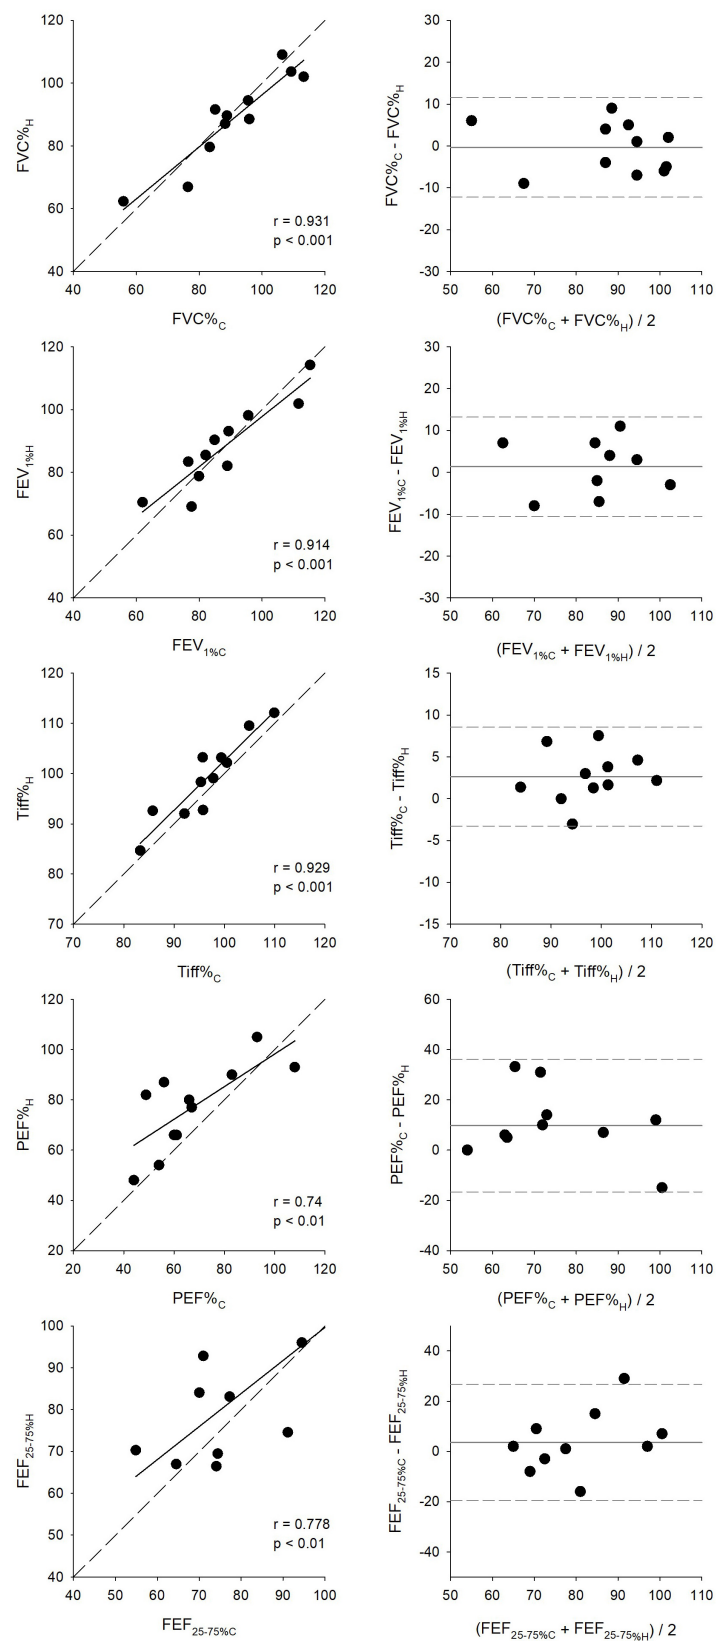 120
100
80
60
40
FVC%H
r = 0.931
p < 0.001
40 60 80 100 120
FVC%C
30
20
10
0
-10
-20
-30
FVC%C - FVC%H
50 60 70 80 90 100 110
(FVC%C + FVC%H) / 2
120
100
80
60
40
FEV1%H
r = 0.914
p < 0.001
40 60 80 100 120
FEV1%C
30
20
10
0
-10
-20
-30
FEV1%C - FEV1%H
50 60 70 80 90 100 110
(FEV1%C + FEV1%H) / 2
120
110
100
90
80
70
Tiff%H
r = 0.929
p < 0.001
70 80 90 100 110 120
Tiff%C
15
10
5
0
-5
-10
-15
Tiff%C - Tiff%H
70 80 90 100 110 120
(Tiff%C + Tiff%H) / 2
120
100
80
60
40
20
PEF%H
r = 0.74
p < 0.01
20 40 60 80 100 120
PEF%C
60
40
20
0
-20
-40
PEF%C - PEF%H
50 60 70 80 90 100 110
(PEF%C + PEF%H) / 2
100
90
80
70
60
50
40
FEF25-75%H
r = 0.778
p < 0.01
40 50 60 70 80 90 100
FEF25-75%C
40
20
0
-20
-40
FEF25-75%C - FEF25-75%H
50 60 70 80 90 100 110
(FEF25-75%C + FEF25-75%H) / 2